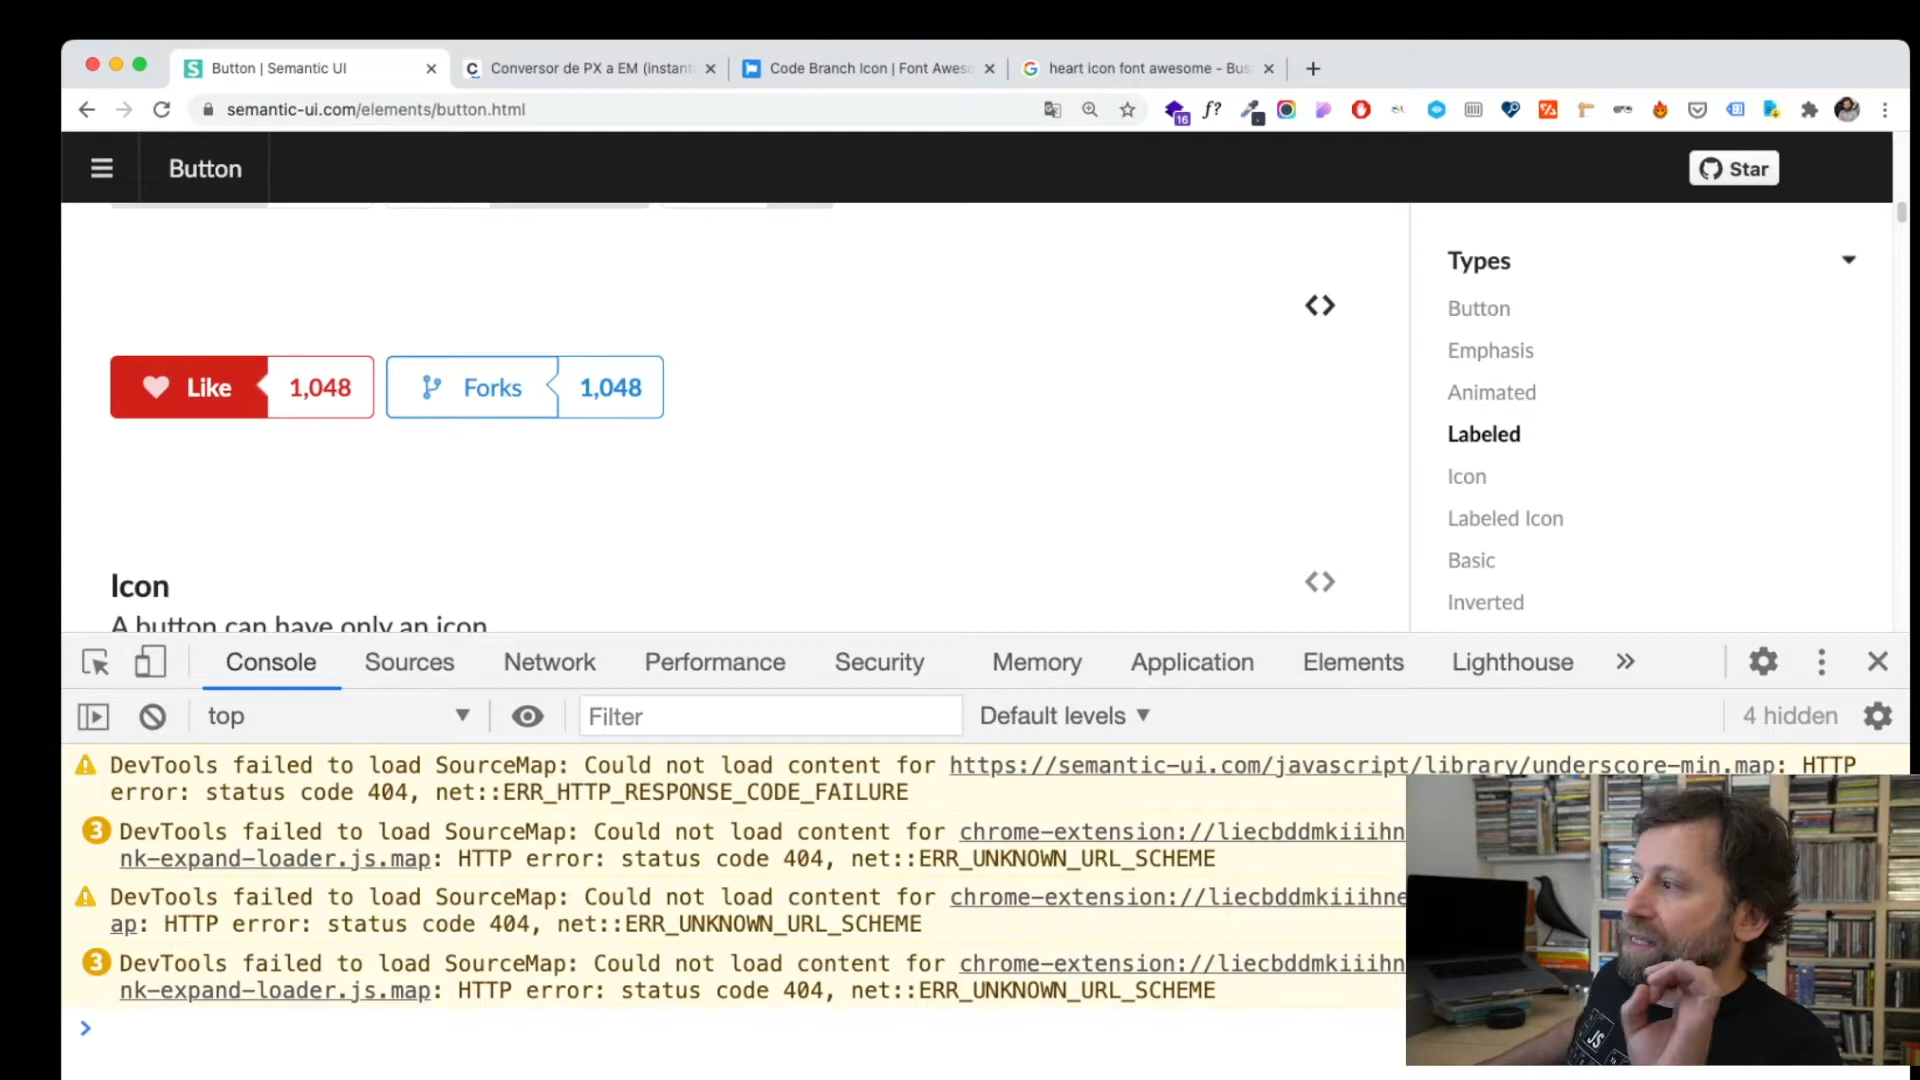 Button | Semantic UI
Conversor de PX a EM (instant
Code Branch Icon | Font Aweso
heart icon font awesome - Bus
semantic-ui.com/elements/button.html
16
f?
Button
Star
Types
Button
Emphasis
Animated
Labeled
Icon
Labeled Icon
Basic
Inverted
Like
1,048
Forks
1,048
Icon
A button can have only an icon
Console
Sources
Network
Performance
Security
Memory
Application
Elements
Lighthouse
top
Filter
Default levels
4 hidden
DevTools failed to load SourceMap: Could not load content for https://semantic-ui.com/javascript/library/underscore-min.map: HTTP
error: status code 404, net::ERR_HTTP_RESPONSE_CODE_FAILURE
3 DevTools failed to load SourceMap: Could not load content for chrome-extension://liecbddmkiiihn
nk-expand-loader.js.map: HTTP error: status code 404, net::ERR_UNKNOWN_URL_SCHEME
DevTools failed to load SourceMap: Could not load content for chrome-extension://liecbddmkiiihne
ap: HTTP error: status code 404, net::ERR_UNKNOWN_URL_SCHEME
3 DevTools failed to load SourceMap: Could not load content for chrome-extension://liecbddmkiiihn
nk-expand-loader.js.map: HTTP error: status code 404, net::ERR_UNKNOWN_URL_SCHEME
JS